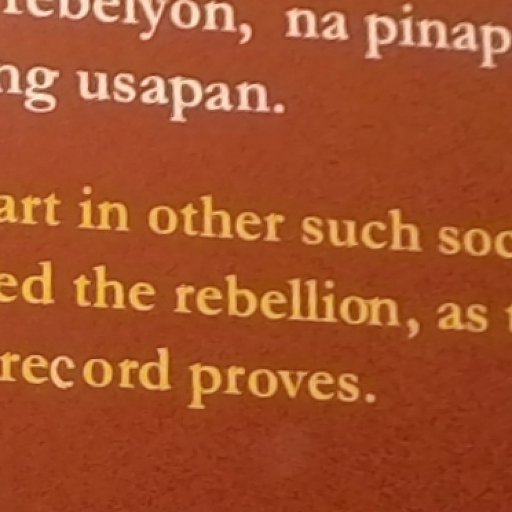 rebelyon, na pinap
ng usapan.
art in other such soc
ed the rebellion, as t
record proves.